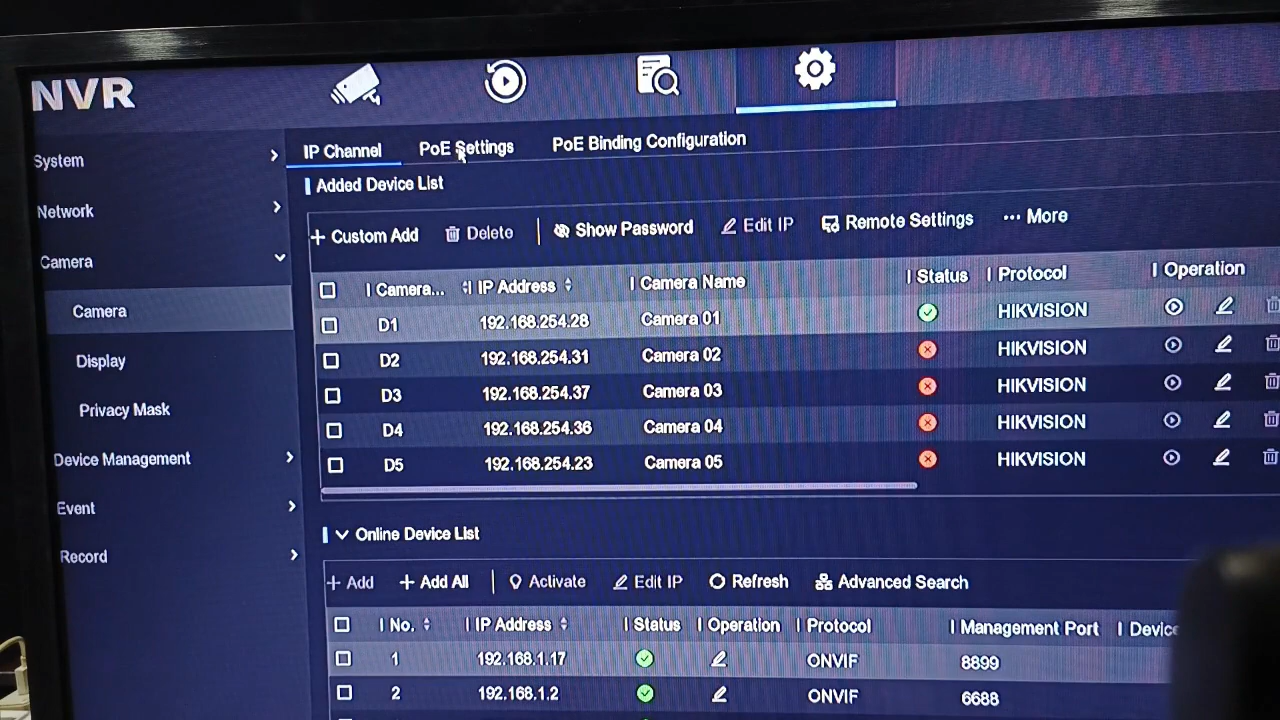 NVR
System
Network
Camera
Camera
Display
Privacy Mask
Device Management
Event
Record
IP Channel PoE Settings PoE Binding Configuration
Added Device List
+ Custom Add Delete Show Password Edit IP Remote Settings ··· More
Camera... IP Address Camera Name Status Protocol Operation
D1 192.168.254.28 Camera 01 HIKVISION
D2 192.168.254.31 Camera 02 HIKVISION
D3 192.168.254.37 Camera 03 HIKVISION
D4 192.168.254.36 Camera 04 HIKVISION
D5 192.168.254.23 Camera 05 HIKVISION
Online Device List
+ Add + Add All Activate Edit IP Refresh Advanced Search
No. IP Address Status Operation Protocol Management Port Device
1 192.168.1.17 ONVIF 8899
2 192.168.1.2 ONVIF 6688